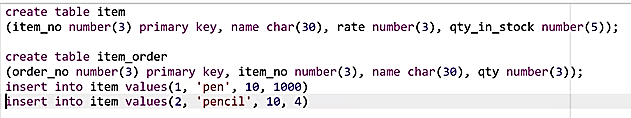 create table item
(item_no number(3) primary key, name char(30), rate number(3), qty_in_stock number(5));
create table item_order
(order_no number(3) primary key, item_no number(3), name char(30), qty number(3));
insert into item values(1, 'pen', 10, 1000)
insert into item values(2, 'pencil', 10, 4)